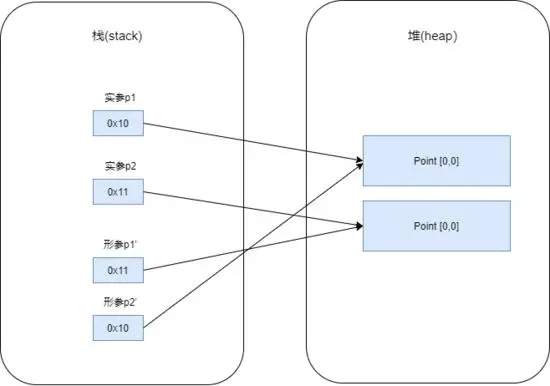 栈(stack)
堆(heap)
实参p1
0x10
Point [0,0]
实参p2
0x11
Point [0,0]
形参p1'
0x11
形参p2'
0x10